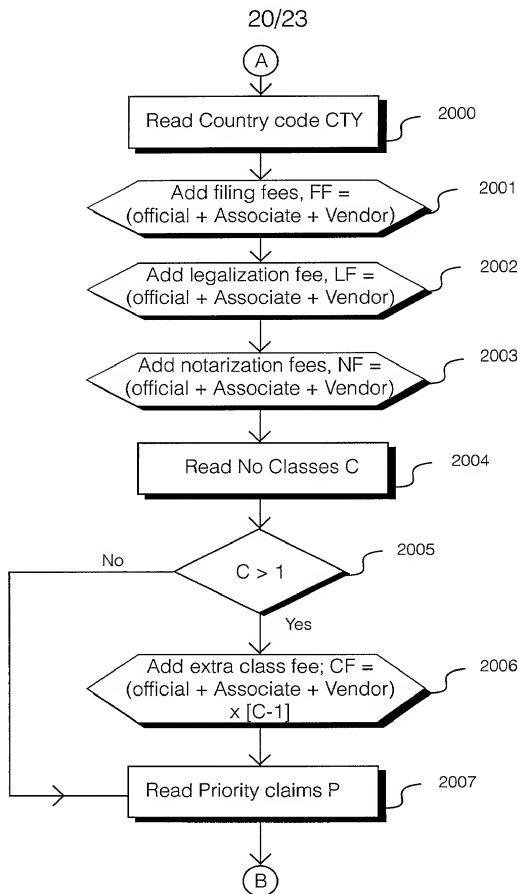 20/23
A
Read Country code CTY
2000
Add filing fees, FF =
(official + Associate + Vendor)
2001
Add legalization fee, LF =
(official + Associate + Vendor)
2002
Add notarization fees, NF =
(official + Associate + Vendor)
2003
Read No Classes C
2004
C > 1
2005
No
Yes
Add extra class fee; CF =
(official + Associate + Vendor)
x [C-1]
2006
Read Priority claims P
2007
B